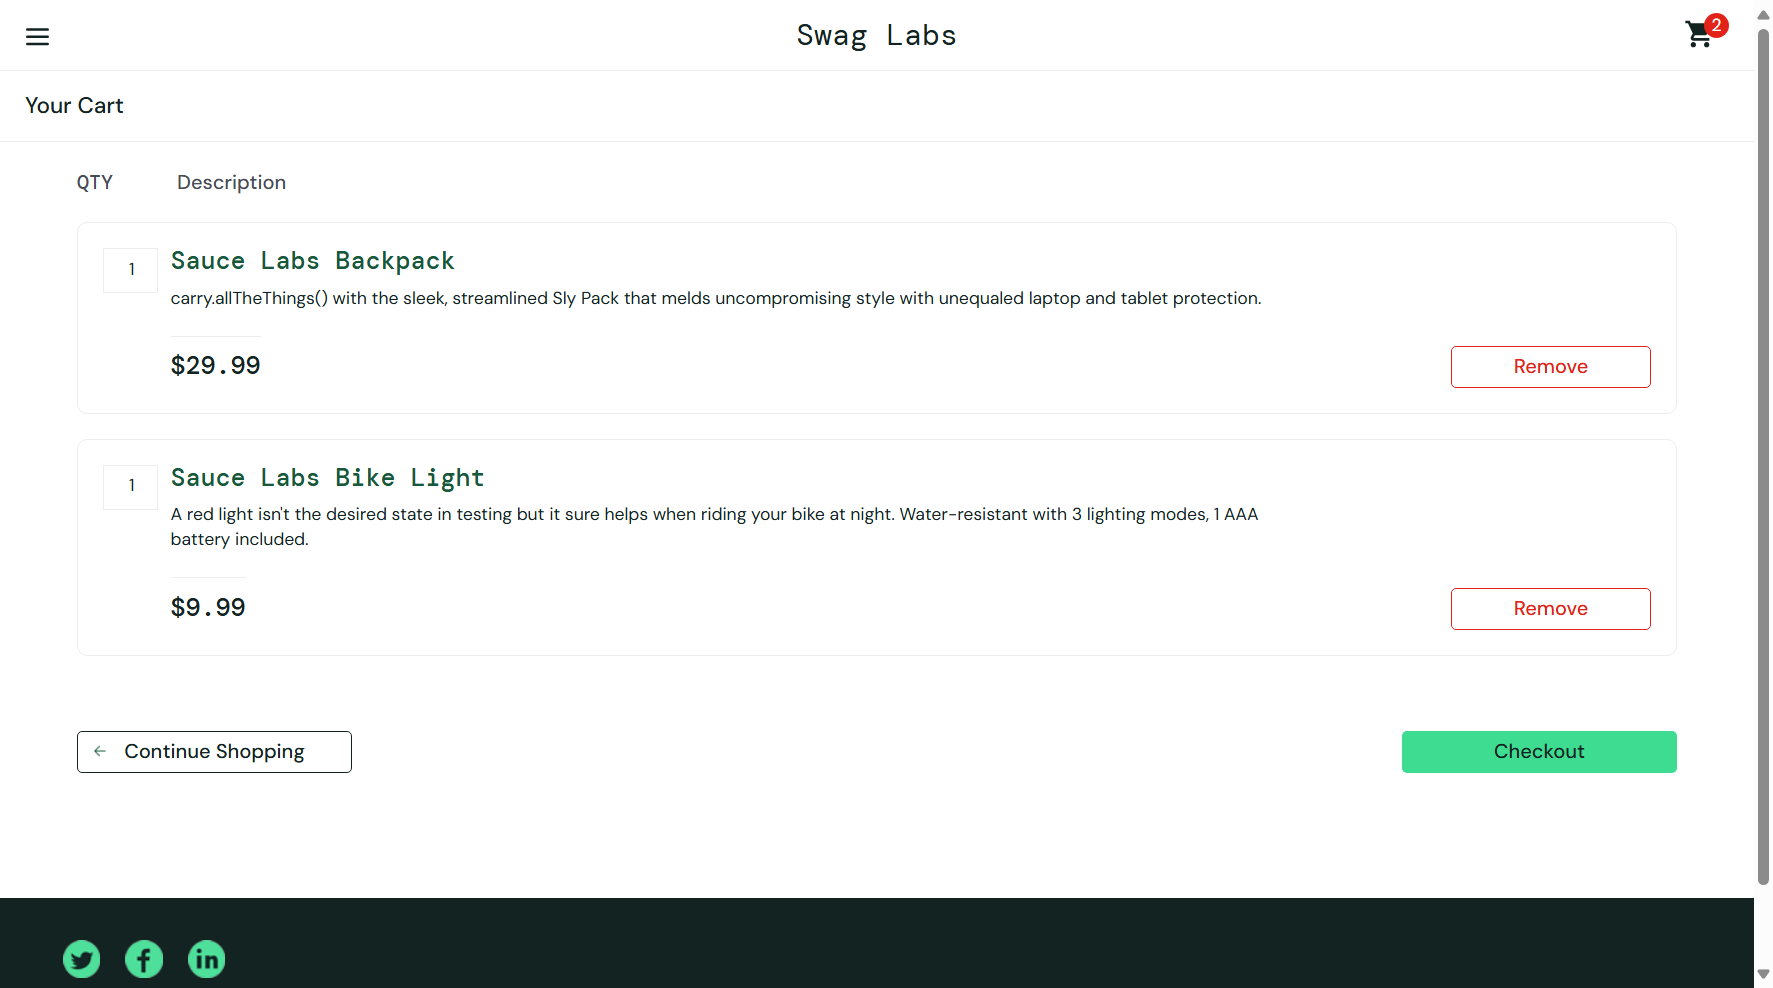 Swag Labs
2
Your Cart
QTY Description
1 Sauce Labs Backpack
carry.allTheThings() with the sleek, streamlined Sly Pack that melds uncompromising style with unequaled laptop and tablet protection.
$29.99
Remove
1 Sauce Labs Bike Light
A red light isn't the desired state in testing but it sure helps when riding your bike at night. Water-resistant with 3 lighting modes, 1 AAA
battery included.
$9.99
Remove
Continue Shopping
Checkout